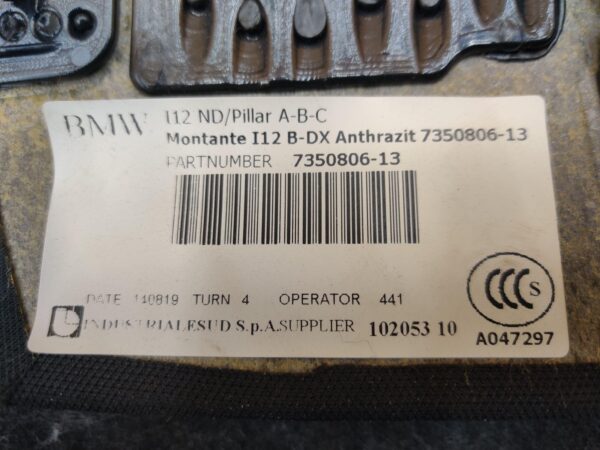 BMW I12 ND/Pillar A-B-C
Montante I12 B-DX Anthrazit 7350806-13
PARTNUMBER 7350806-13
DATE 140819 TURN 4 OPERATOR 441
INDUSTRIALESUD S.p.A. SUPPLIER 102053 10
CCC S
A047297